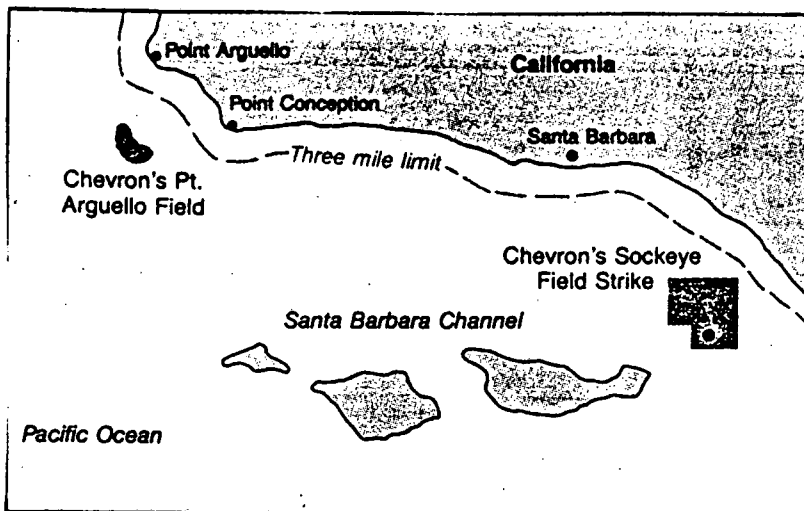 Point Arguello
California
Point Conception
Santa Barbara
Three mile limit
Chevron's Pt.
Arguello Field
Chevron's Sockeye
Field Strike
Santa Barbara Channel
Pacific Ocean